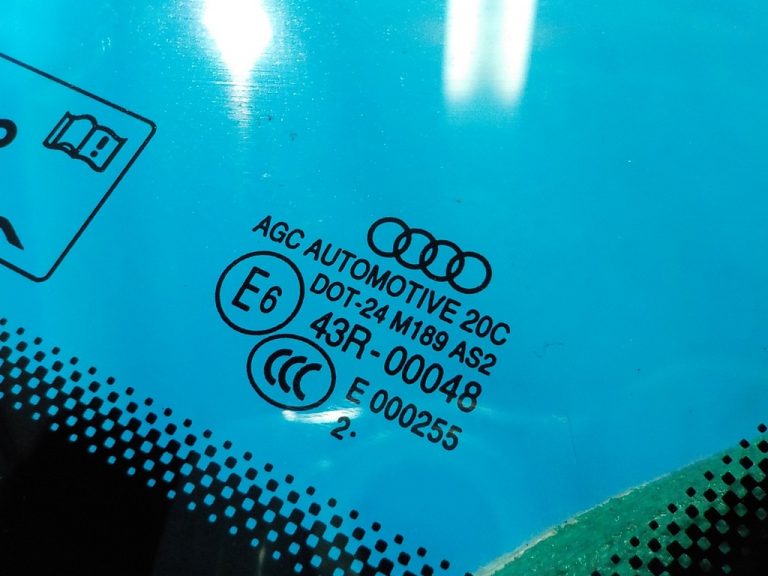 AGC AUTOMOTIVE 20C
DOT-24 M189 AS2
E6
43R-00048
CCC
E 000255
2.